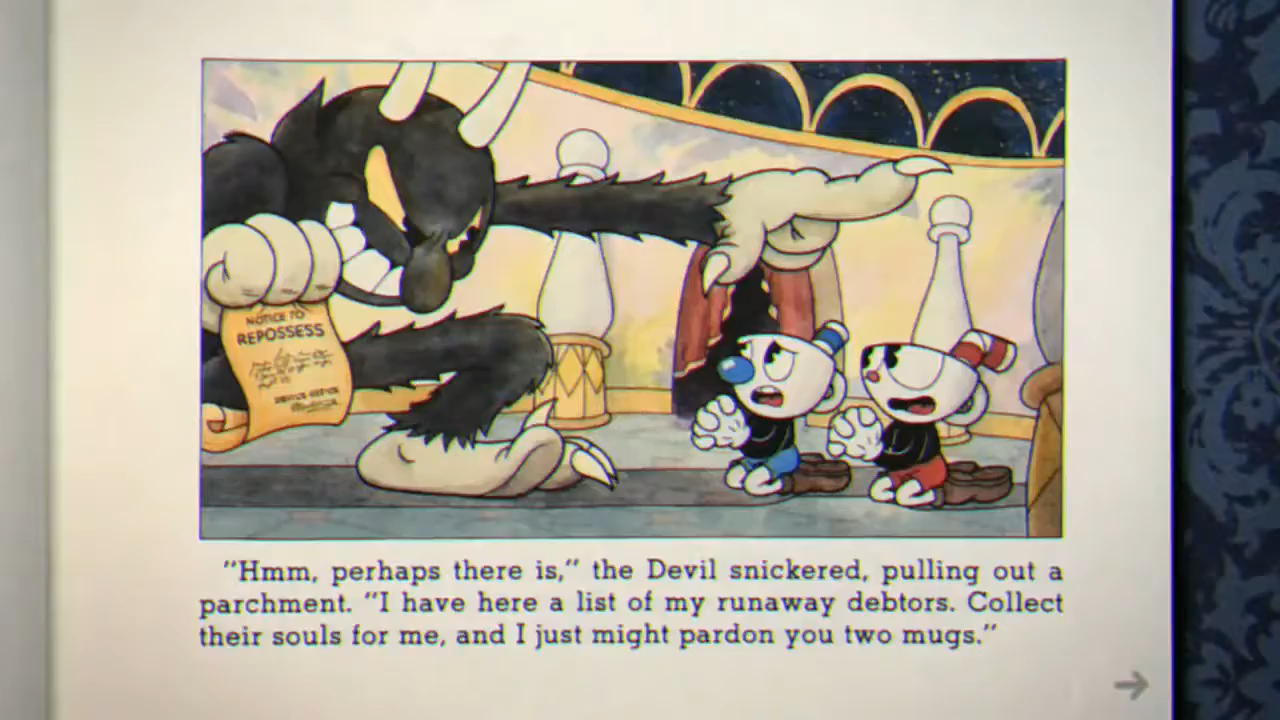 NOTICE TO
REPOSSESS
"Hmm, perhaps there is," the Devil snickered, pulling out a
parchment. "I have here a list of my runaway debtors. Collect
their souls for me, and I just might pardon you two mugs."